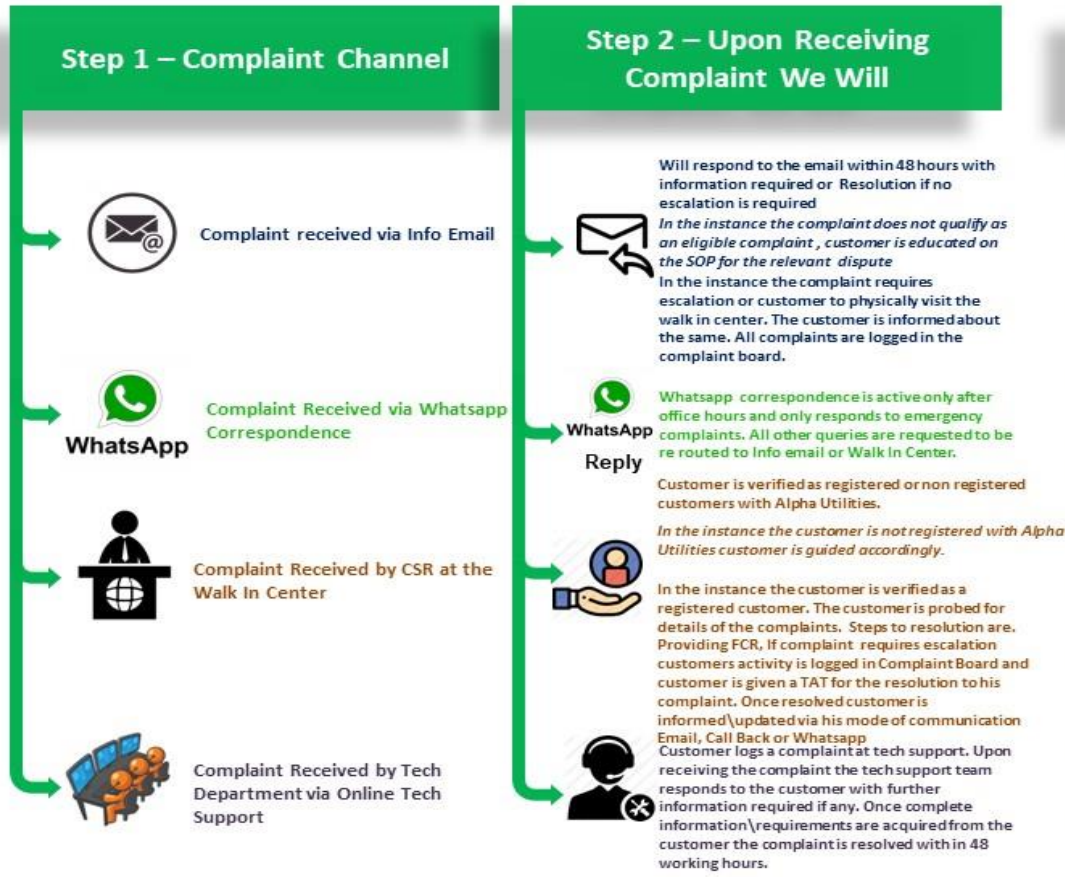 Step 1 – Complaint Channel
Complaint received via Info Email
WhatsApp
Complaint Received via Whatsapp
Correspondence
Complaint Received by CSR at the
Walk In Center
Complaint Received by Tech
Department via Online Tech
Support
Step 2 – Upon Receiving
Complaint We Will
Will respond to the email within 48 hours with
information required or Resolution if no
escalation is required
In the instance the complaint does not qualify as
an eligible complaint , customer is educated on
the SOP for the relevant dispute
In the instance the complaint requires
escalation or customer to physically visit the
walk in center. The customer is informed about
the same. All complaints are logged in the
complaint board.
WhatsApp
Reply
Whatsapp correspondence is active only after
office hours and only responds to emergency
complaints. All other queries are requested to be
re routed to Info email or Walk In Center.
Customer is verified as registered or non registered
customers with Alpha Utilities.
In the instance the customer is not registered with Alpha
Utilities customer is guided accordingly.
In the instance the customer is verified as a
registered customer. The customer is probed for
details of the complaints. Steps to resolution are.
Providing FCR, If complaint requires escalation
customers activity is logged in Complaint Board and
customer is given a TAT for the resolution to his
complaint. Once resolved customer is
informed\updated via his mode of communication
Email, Call Back or Whatsapp
Customer logs a complaint at tech support. Upon
receiving the complaint the tech support team
responds to the customer with further
information required if any. Once complete
information\requirements are acquired from the
customer the complaint is resolved with in 48
working hours.